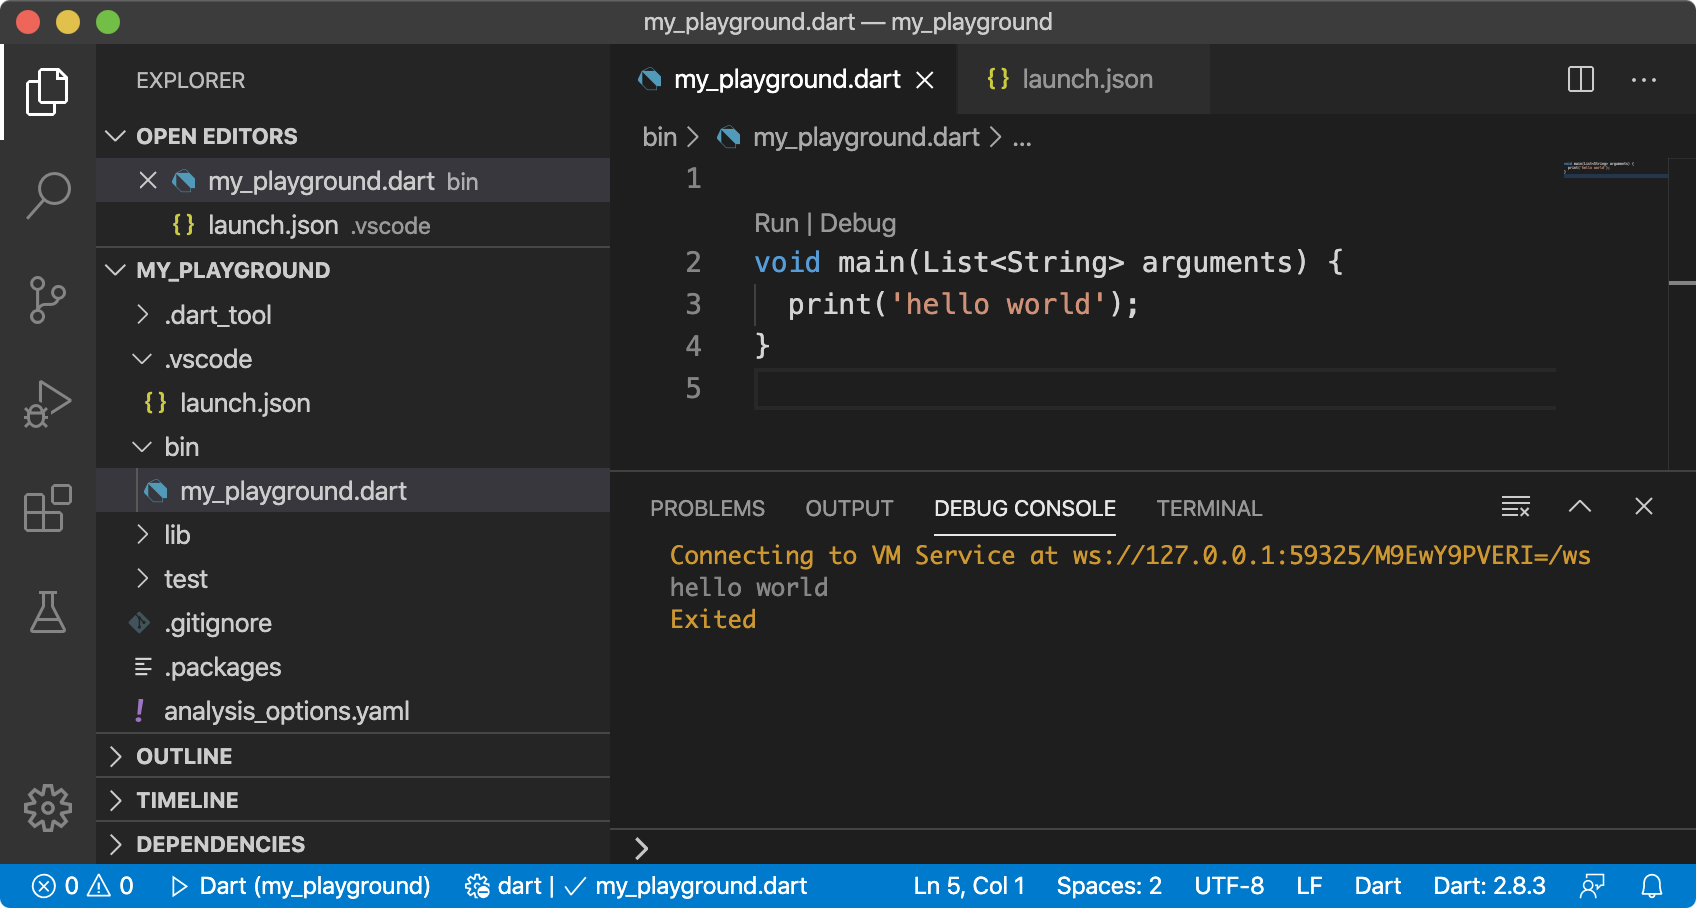 my_playground.dart — my_playground
EXPLORER
OPEN EDITORS
my_playground.dart bin
launch.json .vscode
MY_PLAYGROUND
.dart_tool
.vscode
launch.json
bin
my_playground.dart
lib
test
.gitignore
.packages
analysis_options.yaml
OUTLINE
TIMELINE
DEPENDENCIES
my_playground.dart
{} launch.json
bin > my_playground.dart > ...
1
Run | Debug
2 void main(List<String> arguments) {
3 print('hello world');
4 }
5
PROBLEMS OUTPUT DEBUG CONSOLE TERMINAL
Connecting to VM Service at ws://127.0.0.1:59325/M9EwY9PVERI=/ws
hello world
Exited
0 0 Dart (my_playground) dart | ✓ my_playground.dart Ln 5, Col 1 Spaces: 2 UTF-8 LF Dart Dart: 2.8.3